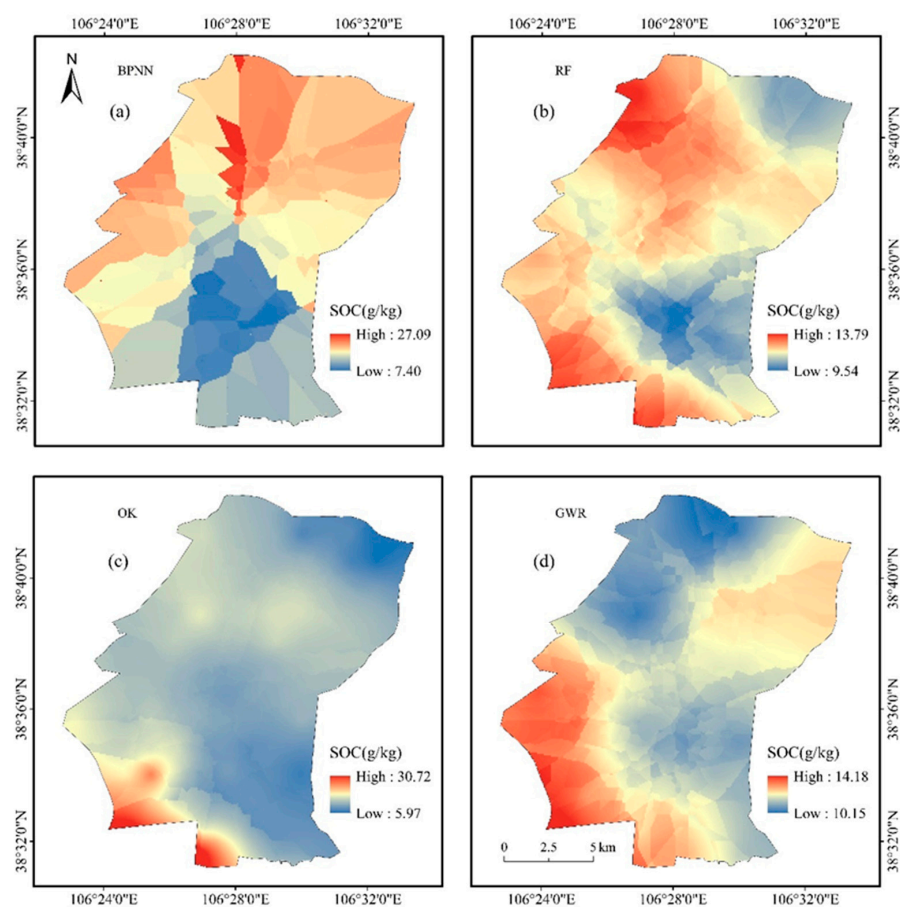 106°24'0"E 106°28'0"E 106°32'0"E 106°24'0"E 106°28'0"E 106°32'0"E
N
BPNN
(a)
38°40'0"N
38°36'0"N
38°32'0"N
SOC(g/kg)
High : 27.09
Low : 7.40
RF
(b)
38°40'0"N
38°36'0"N
38°32'0"N
SOC(g/kg)
High : 13.79
Low : 9.54
OK
(c)
38°40'0"N
38°36'0"N
38°32'0"N
SOC(g/kg)
High : 30.72
Low : 5.97
GWR
(d)
38°40'0"N
38°36'0"N
38°32'0"N
SOC(g/kg)
High : 14.18
Low : 10.15
0 2.5 5 km
106°24'0"E 106°28'0"E 106°32'0"E 106°24'0"E 106°28'0"E 106°32'0"E